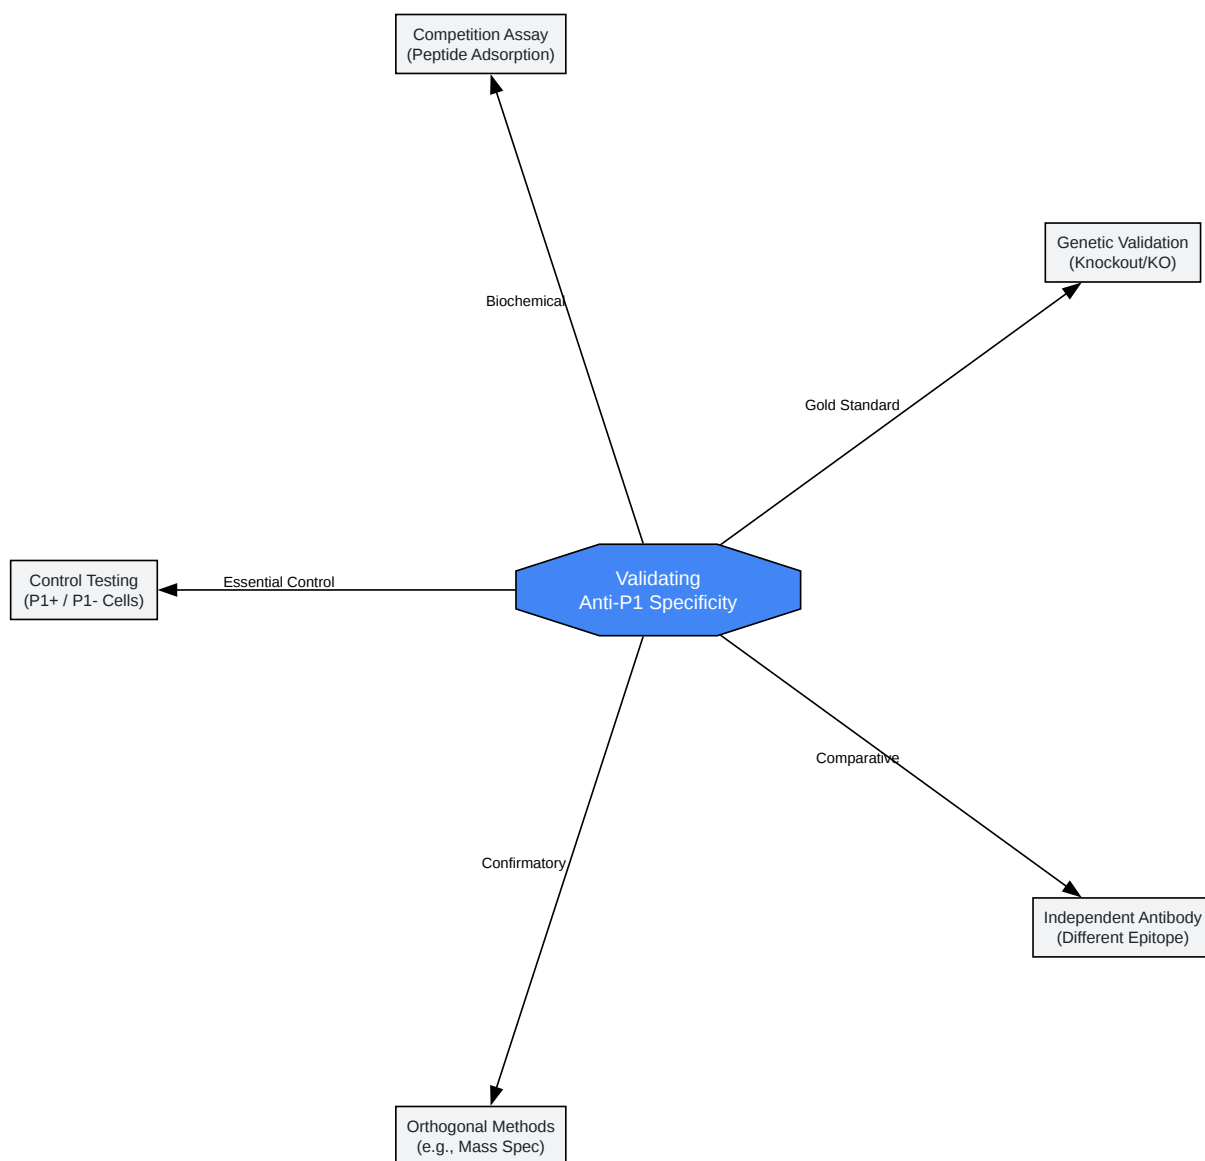 Competition Assay
(Peptide Adsorption)
Genetic Validation
(Knockout/KO)
Biochemical
Gold Standard
Control Testing
(P1+ / P1- Cells)
Essential Control
Validating
Anti-P1 Specificity
Comparative
Confirmatory
Independent Antibody
(Different Epitope)
Orthogonal Methods
(e.g., Mass Spec)